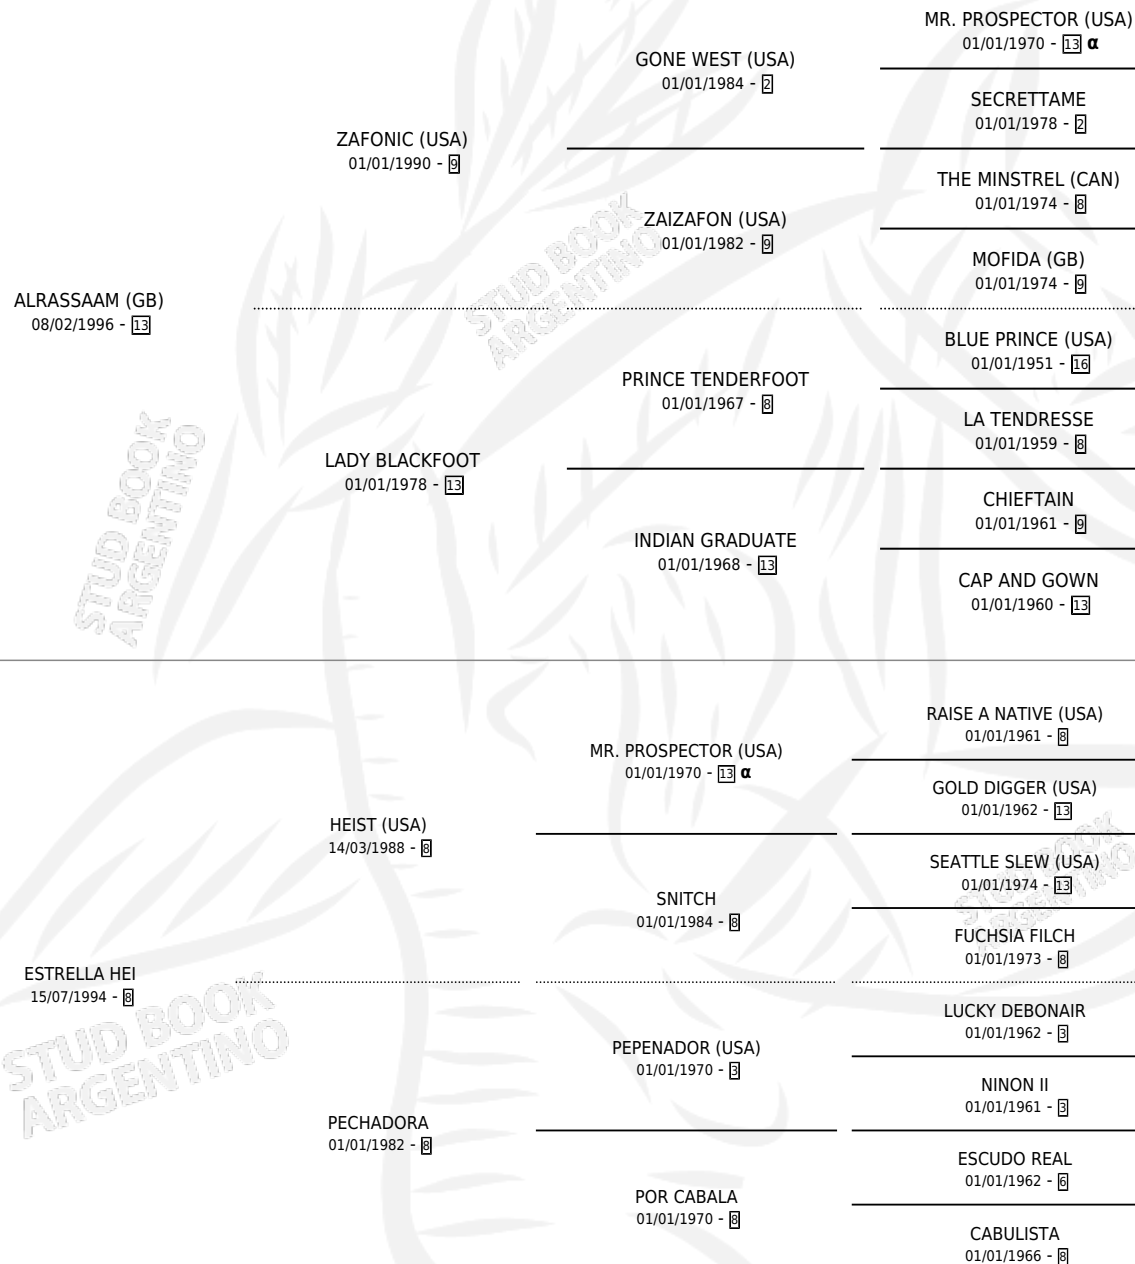 MR. PROSPECTOR (USA)
01/01/1970 - 13 α
GONE WEST (USA)
01/01/1984 - 2
SECRETTAME
01/01/1978 - 2
ZAFONIC (USA)
01/01/1990 - 9
THE MINSTREL (CAN)
01/01/1974 - 8
ZAIZAFON (USA)
01/01/1982 - 9
MOFIDA (GB)
01/01/1974 - 9
STUD BOOK
ARGENTINO
ALRASSAAM (GB)
08/02/1996 - 13
BLUE PRINCE (USA)
01/01/1951 - 16
PRINCE TENDERFOOT
01/01/1967 - 8
LA TENDRESSE
01/01/1959 - 8
LADY BLACKFOOT
01/01/1978 - 13
STUD BOOK
ARGENTINO
CHIEFTAIN
01/01/1961 - 9
INDIAN GRADUATE
01/01/1968 - 13
CAP AND GOWN
01/01/1960 - 13
RAISE A NATIVE (USA)
01/01/1961 - 8
MR. PROSPECTOR (USA)
01/01/1970 - 13 α
GOLD DIGGER (USA)
01/01/1962 - 13
HEIST (USA)
14/03/1988 - 8
SEATTLE SLEW (USA)
01/01/1974 - 13
STUD BOOK
ARGENTINO
SNITCH
01/01/1984 - 8
FUCHSIA FILCH
01/01/1973 - 8
ESTRELLA HEI
15/07/1994 - 8
STUD BOOK
ARGENTINO
LUCKY DEBONAIR
01/01/1962 - 3
PEPENADOR (USA)
01/01/1970 - 3
NINON II
01/01/1961 - 3
PECHADORA
01/01/1982 - 8
ESCUDO REAL
01/01/1962 - 6
POR CABALA
01/01/1970 - 8
CABULISTA
01/01/1966 - 8